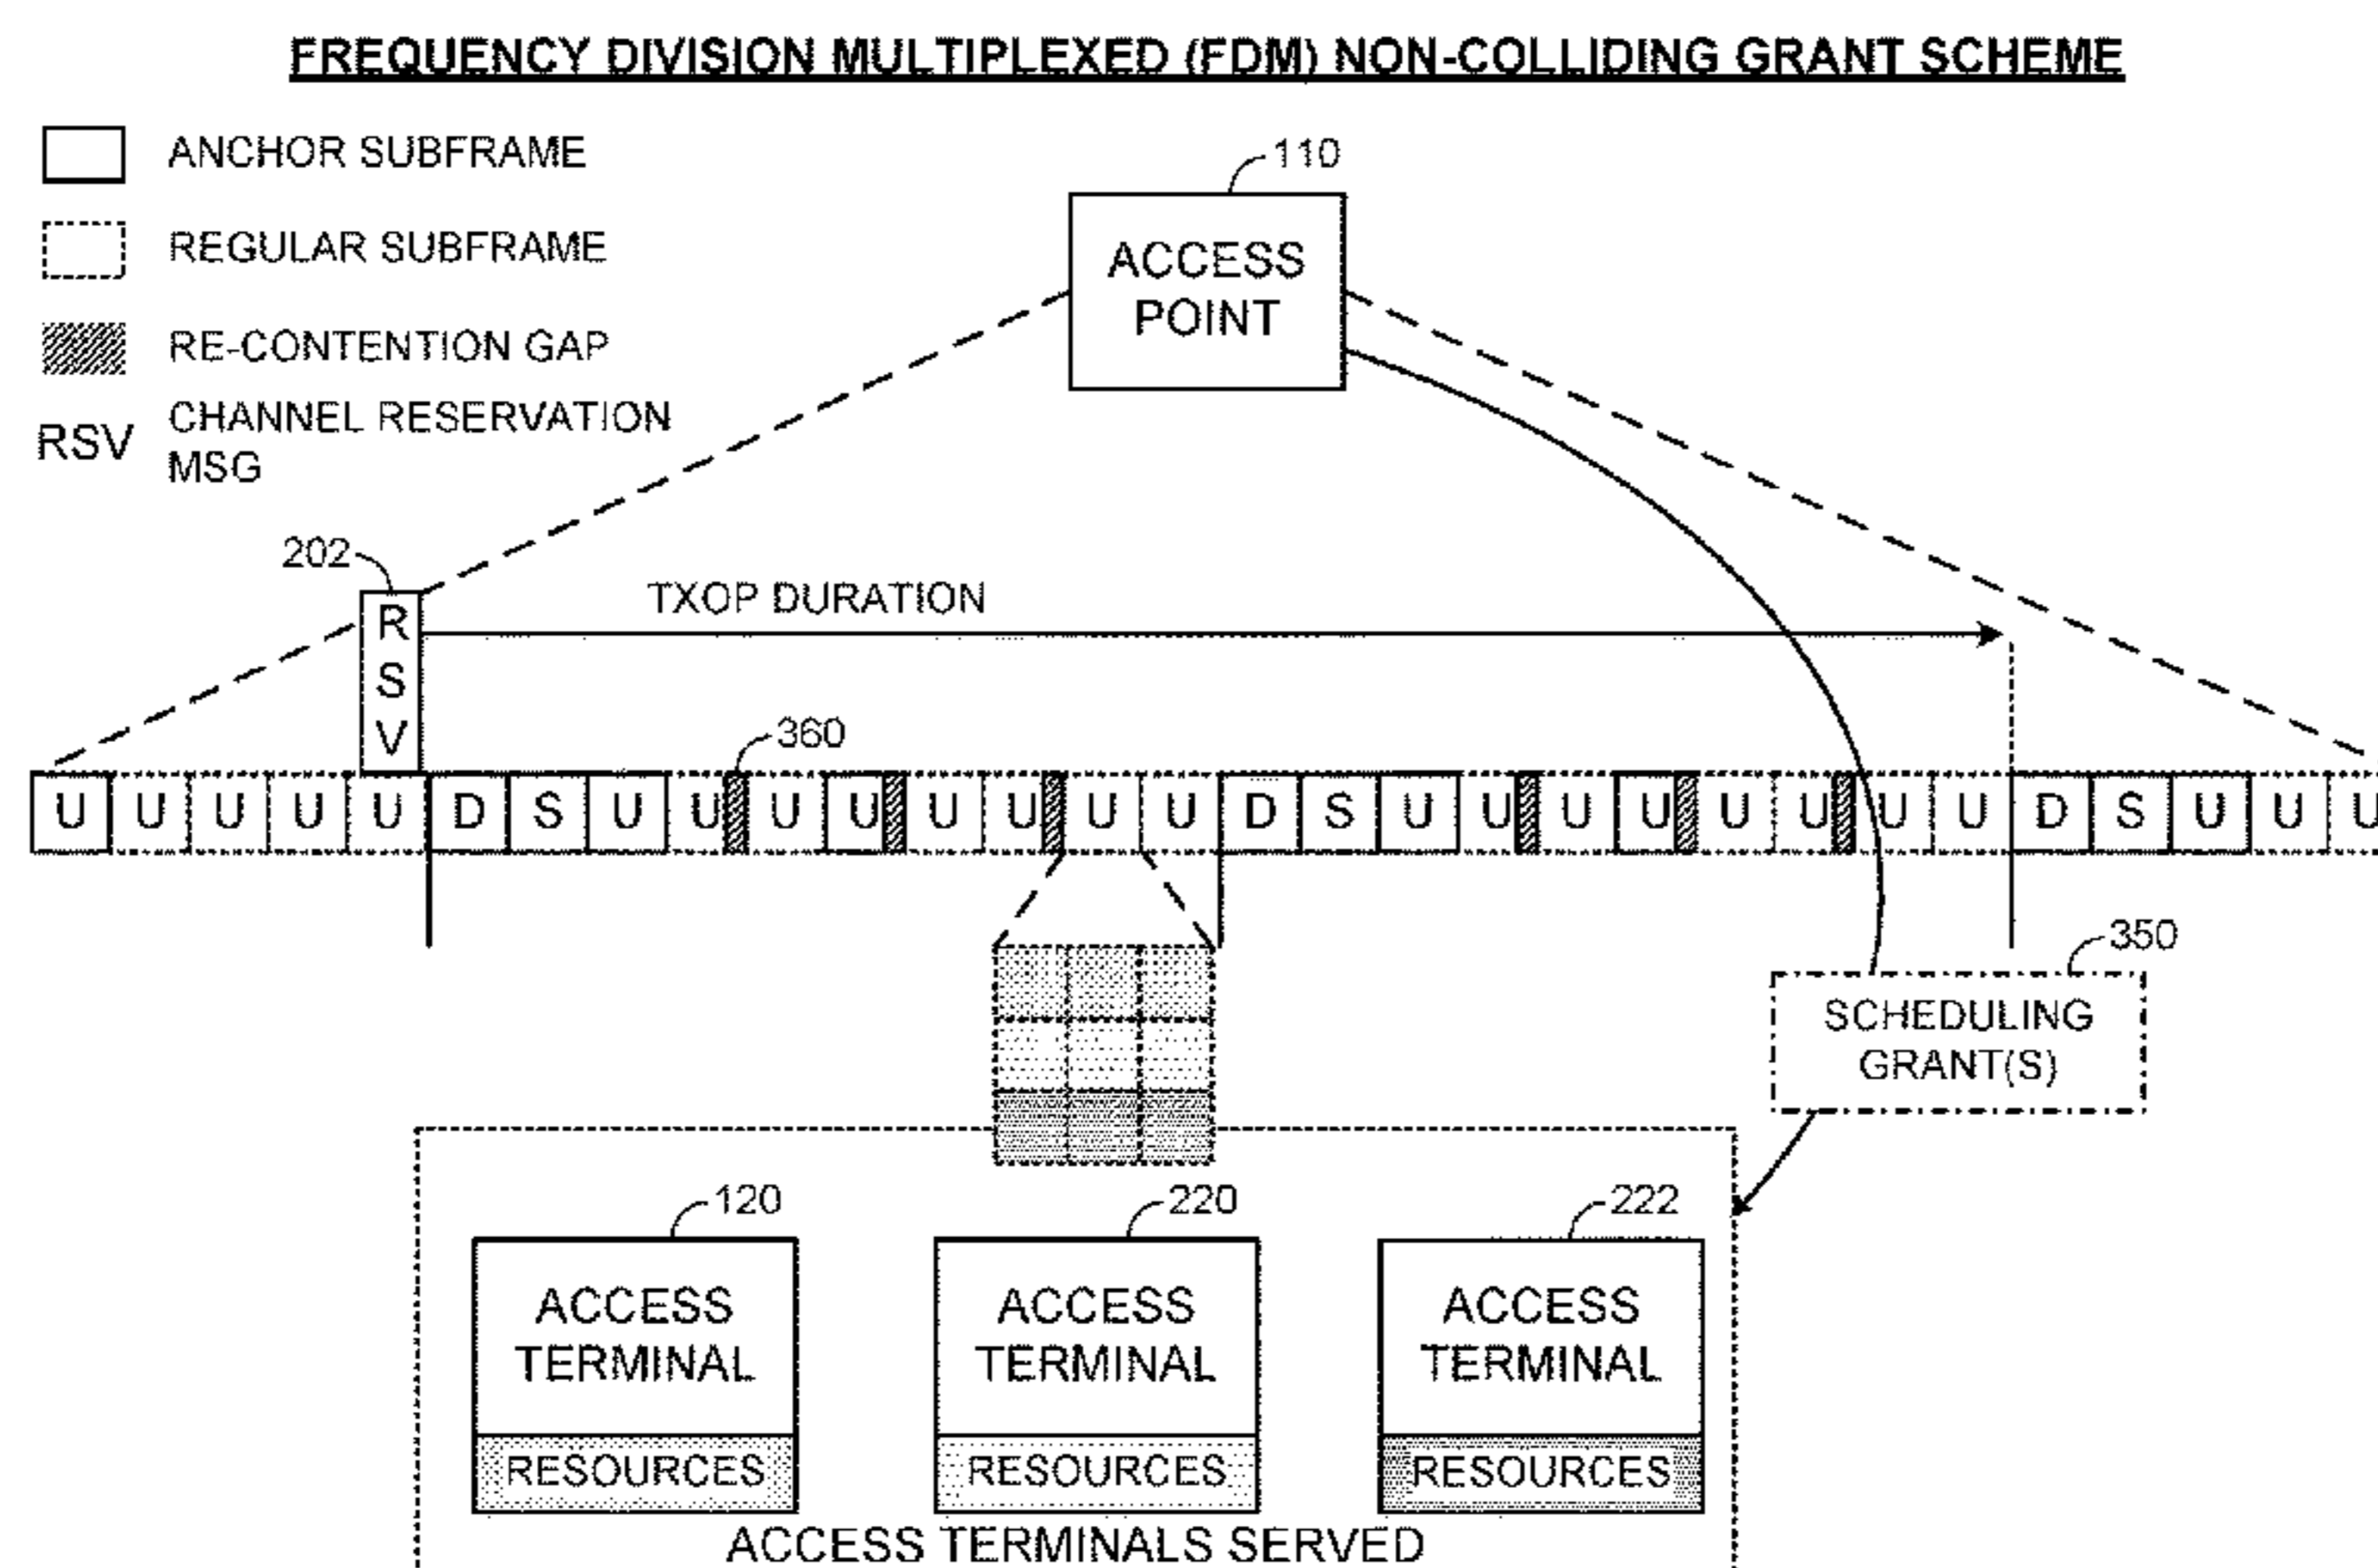 FREQUENCY DIVISION MULTIPLEXED (FDM) NON-COLLIDING GRANT SCHEME
ANCHOR SUBFRAME
REGULAR SUBFRAME
RE-CONTENTION GAP
RSV CHANNEL RESERVATION
MSG
110
ACCESS
POINT
202
R
S
V
TXOP DURATION
360
U U U U U D S U U U U U U U U D S U U U U U U U U D S U U U
350
SCHEDULING
GRANT(S)
120
ACCESS
TERMINAL
RESOURCES
220
ACCESS
TERMINAL
RESOURCES
222
ACCESS
TERMINAL
RESOURCES
ACCESS TERMINALS SERVED